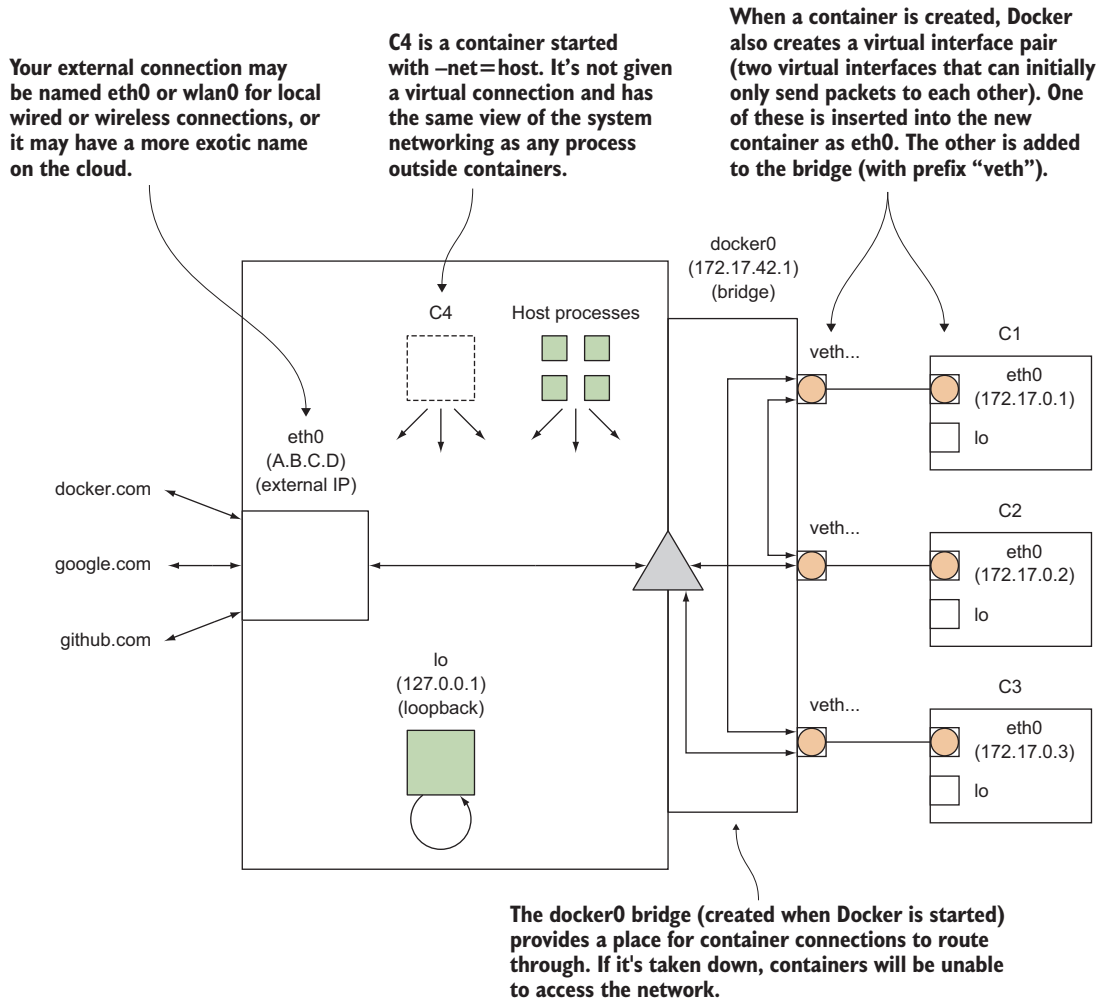 Your external connection may
be named eth0 or wlan0 for local
wired or wireless connections, or
it may have a more exotic name
on the cloud.
C4 is a container started
with –net=host. It's not given
a virtual connection and has
the same view of the system
networking as any process
outside containers.
When a container is created, Docker
also creates a virtual interface pair
(two virtual interfaces that can initially
only send packets to each other). One
of these is inserted into the new
container as eth0. The other is added
to the bridge (with prefix “veth”).
docker0
(172.17.42.1)
(bridge)
C4
Host processes
veth...
C1
eth0
(172.17.0.1)
lo
eth0
(A.B.C.D)
(external IP)
docker.com
google.com
github.com
veth...
C2
eth0
(172.17.0.2)
lo
lo
(127.0.0.1)
(loopback)
veth...
C3
eth0
(172.17.0.3)
lo
The docker0 bridge (created when Docker is started)
provides a place for container connections to route
through. If it's taken down, containers will be unable
to access the network.